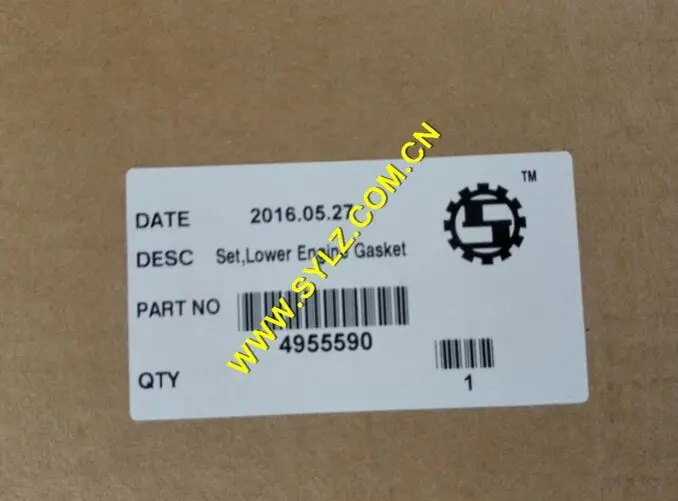 TM
DATE 2016.05.27
DESC Set,Lower Engine Gasket
PART NO
4955590
QTY
1
WWW.SYLZ.COM.CN